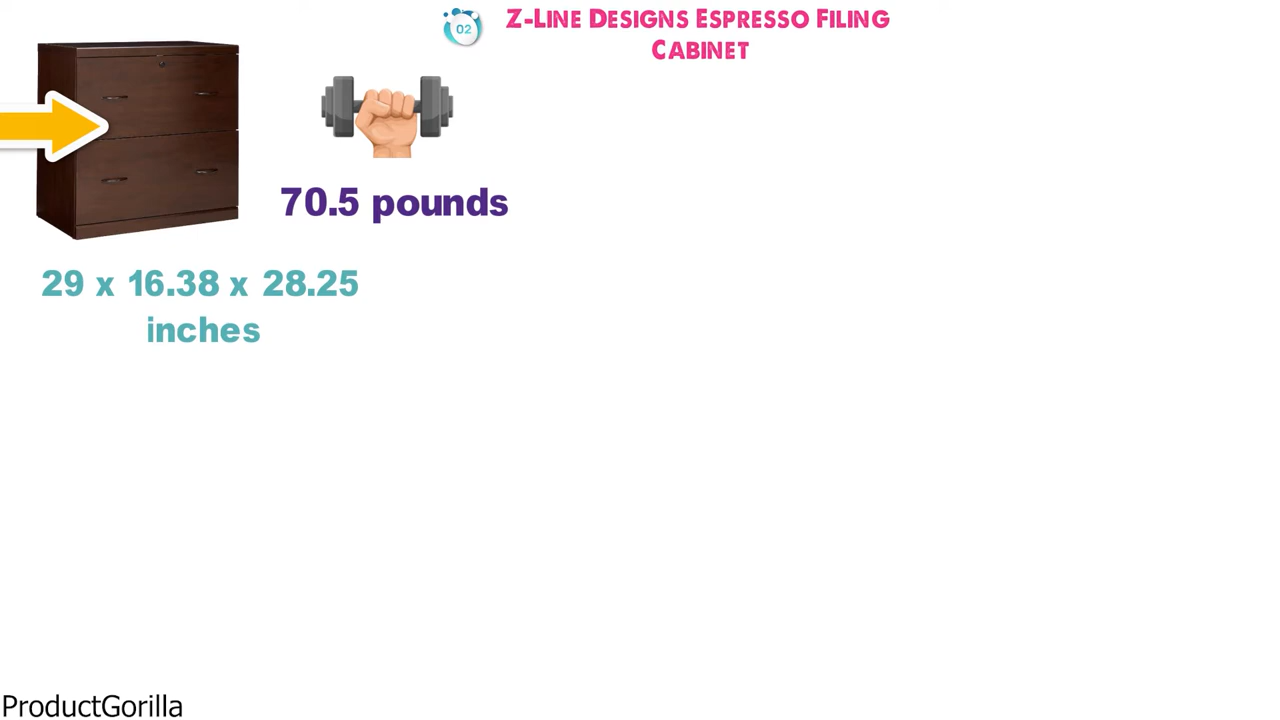 02
Z-Line Designs Espresso Filing
Cabinet
70.5 pounds
29 x 16.38 x 28.25
inches
ProductGorilla